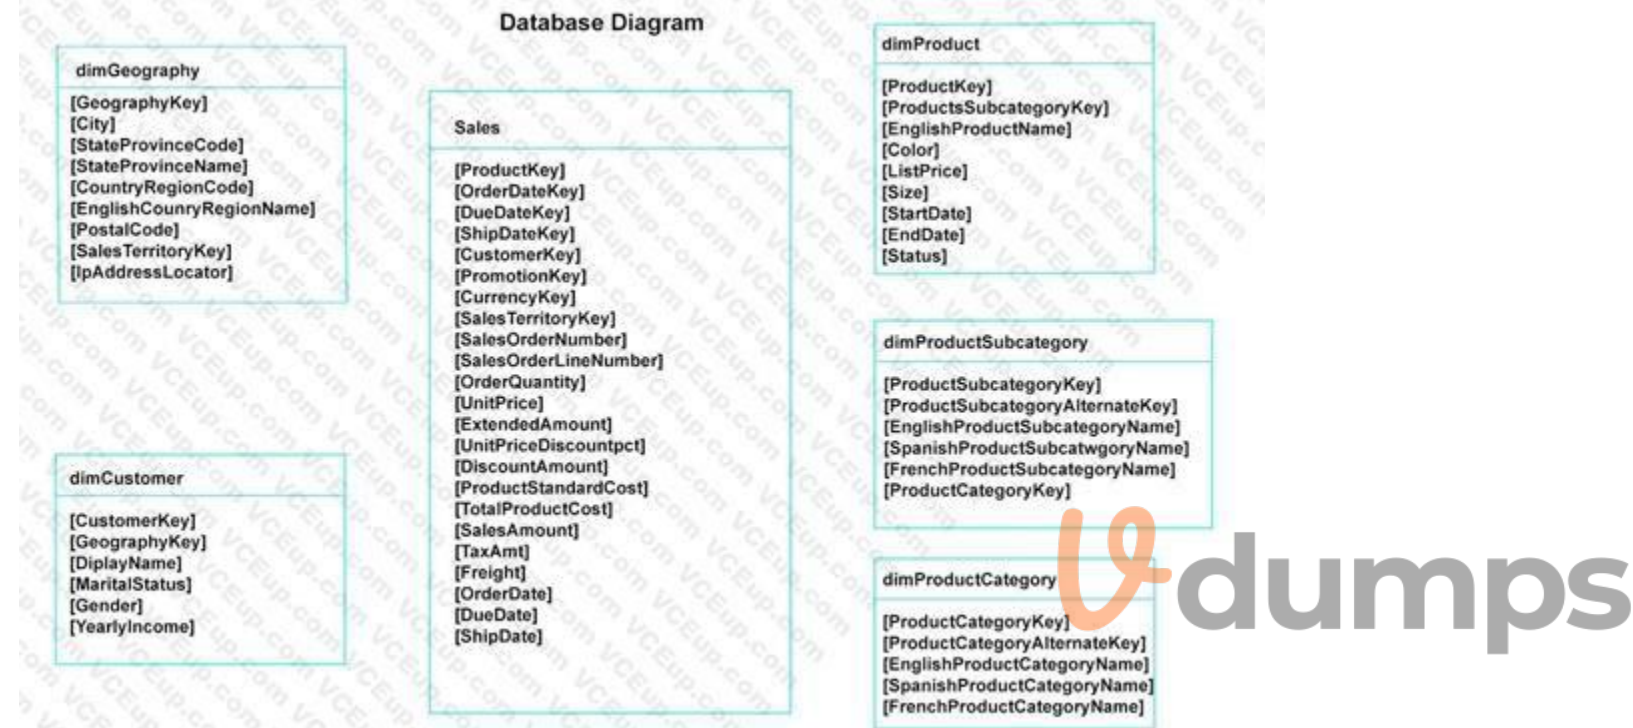 Database Diagram
dimGeography
[GeographyKey]
[City]
[StateProvinceCode]
[StateProvinceName]
[CountryRegionCode]
[EnglishCounryRegionName]
[PostalCode]
[SalesTerritoryKey]
[IpAddressLocator]
dimCustomer
[CustomerKey]
[GeographyKey]
[DiplayName]
[MaritalStatus]
[Gender]
[YearlyIncome]
Sales
[ProductKey]
[OrderDateKey]
[DueDateKey]
[ShipDateKey]
[CustomerKey]
[PromotionKey]
[CurrencyKey]
[SalesTerritoryKey]
[SalesOrderNumber]
[SalesOrderLineNumber]
[OrderQuantity]
[UnitPrice]
[ExtendedAmount]
[UnitPriceDiscountpct]
[DiscountAmount]
[ProductStandardCost]
[TotalProductCost]
[SalesAmount]
[TaxAmt]
[Freight]
[OrderDate]
[DueDate]
[ShipDate]
dimProduct
[ProductKey]
[ProductsSubcategoryKey]
[EnglishProductName]
[Color]
[ListPrice]
[Size]
[StartDate]
[EndDate]
[Status]
dimProductSubcategory
[ProductSubcategoryKey]
[ProductSubcategoryAlternateKey]
[EnglishProductSubcategoryName]
[SpanishProductSubcatwgoryName]
[FrenchProductSubcategoryName]
[ProductCategoryKey]
dimProductCategory
[ProductCategoryKey]
[ProductCategoryAlternateKey]
[EnglishProductCategoryName]
[SpanishProductCategoryName]
[FrenchProductCategoryName]
dumps
VCEup.com